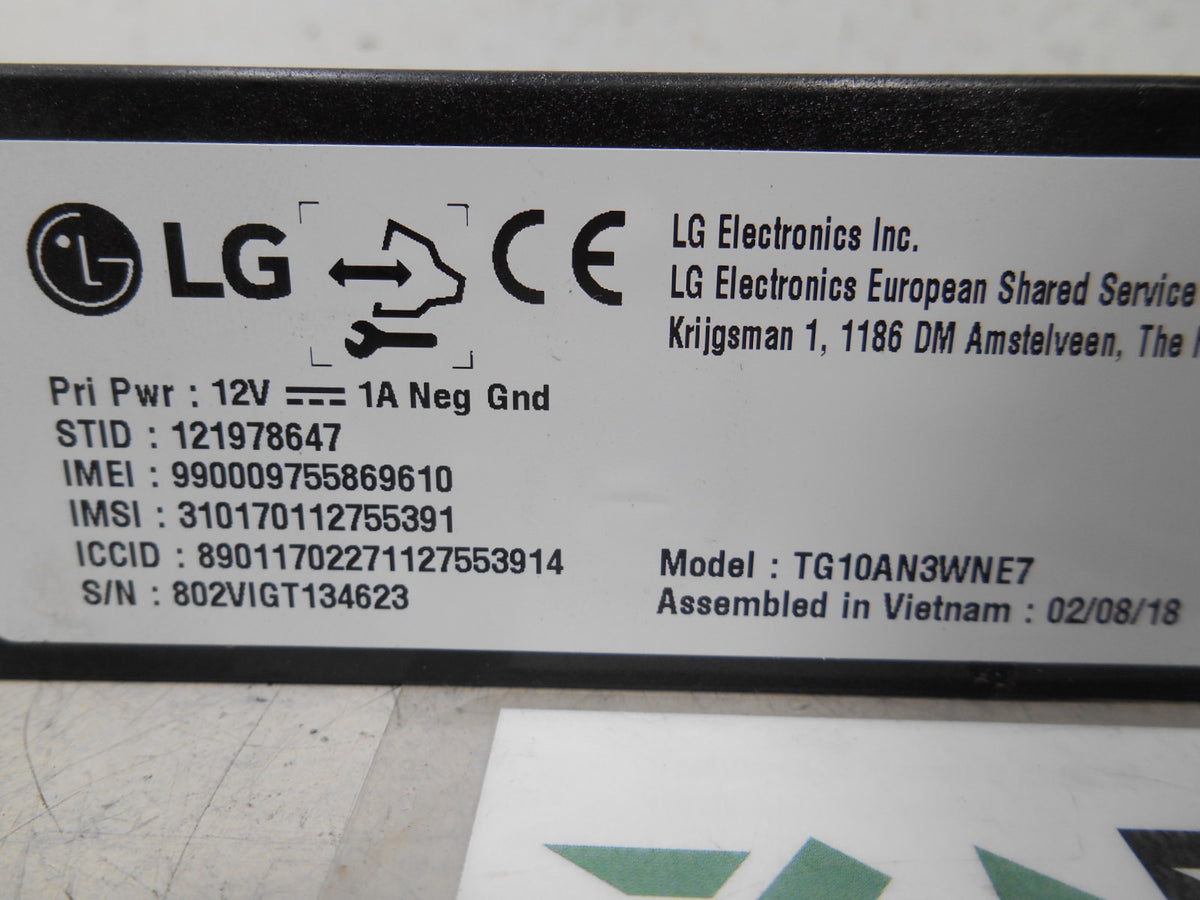 LG CE
LG Electronics Inc.
LG Electronics European Shared Service
Krijgsman 1, 1186 DM Amstelveen, The
Pri Pwr : 12V ⎓ 1A Neg Gnd
STID : 121978647
IMEI : 990009755869610
IMSI : 310170112755391
ICCID : 89011702271127553914
S/N : 802VIGT134623
Model : TG10AN3WNE7
Assembled in Vietnam : 02/08/18